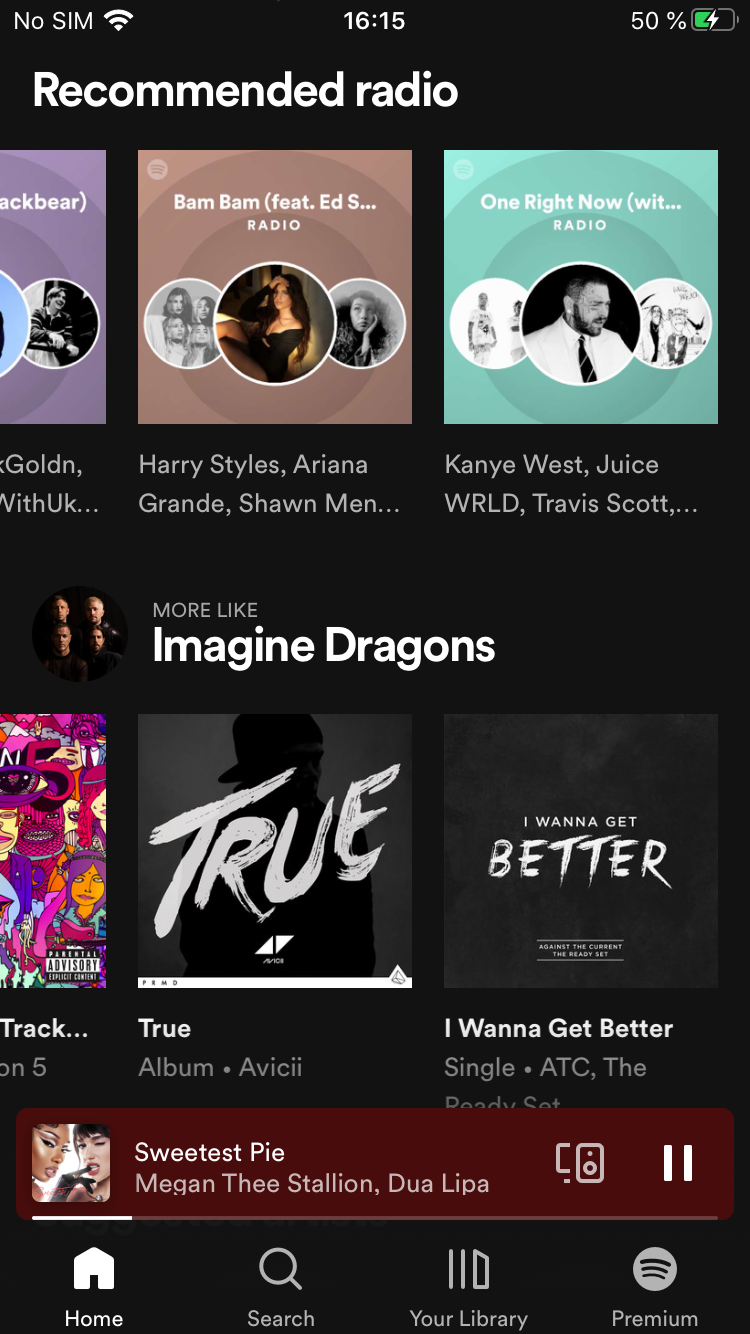 No SIM 16:15 50 %
Recommended radio
ackbear)
Bam Bam (feat. Ed S...
RADIO
One Right Now (wit...
RADIO
kGoldn,
WithUk...
Harry Styles, Ariana
Grande, Shawn Men...
Kanye West, Juice
WRLD, Travis Scott,...
MORE LIKE
Imagine Dragons
N 5
PARENTAL
ADVISORY
EXPLICIT CONTENT
TRUE
AVICII
PRMD
I WANNA GET
BETTER
AGAINST THE CURRENT
THE READY SET
Track...
on 5
True
Album • Avicii
I Wanna Get Better
Single • ATC, The
Ready Set
Sweetest Pie
Megan Thee Stallion, Dua Lipa
Home
Search
Your Library
Premium